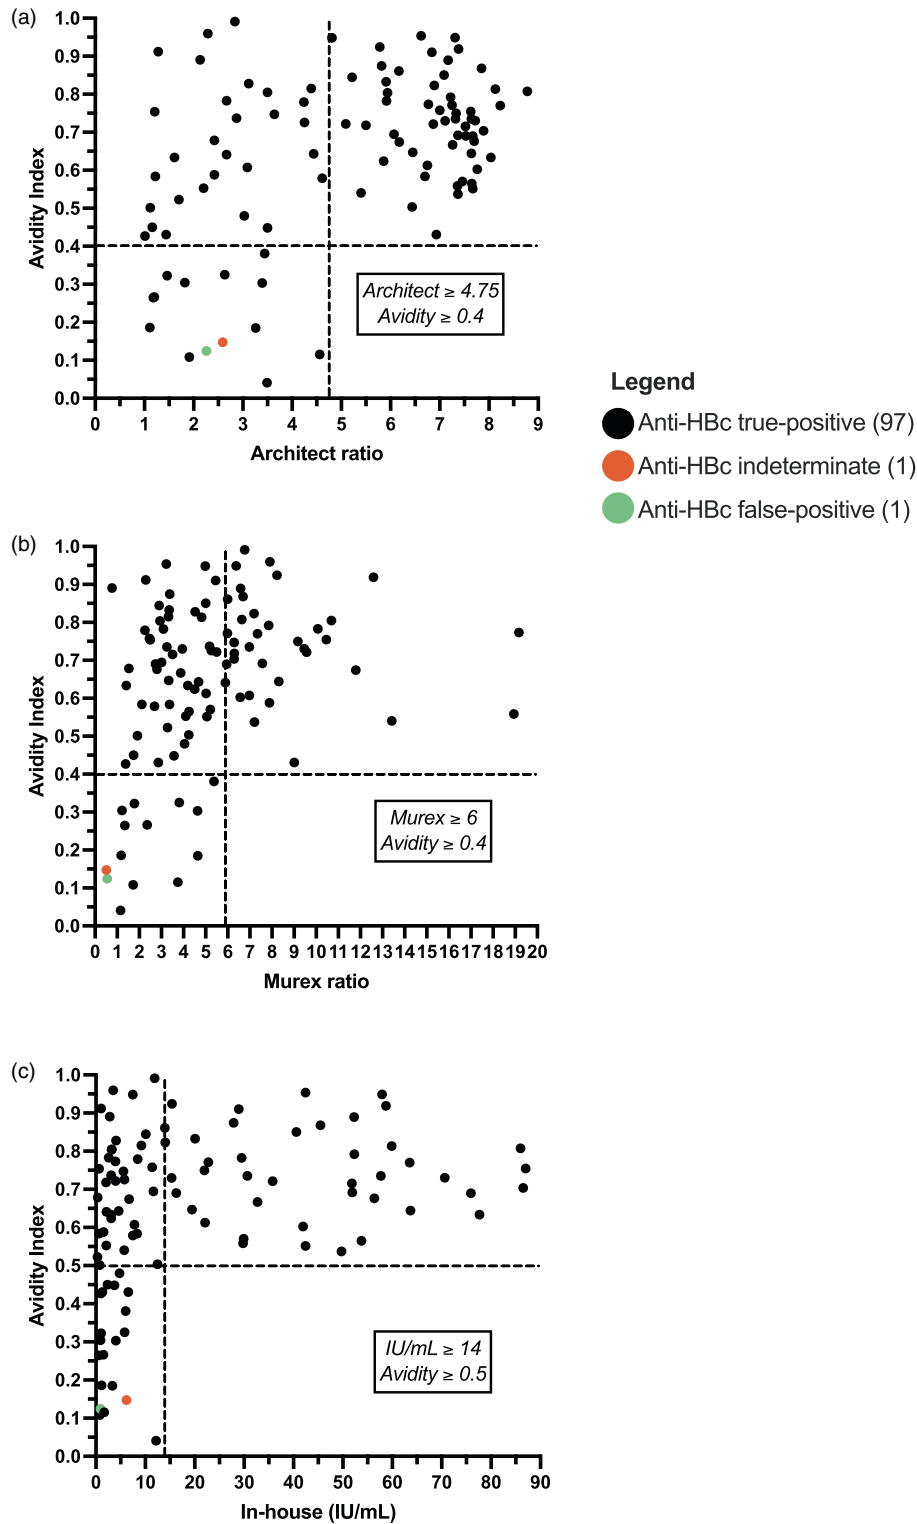 (a)
1.0
0.9
0.8
0.7
0.6
0.5
0.4
0.3
0.2
0.1
0.0
Avidity Index
Architect ≥ 4.75
Avidity ≥ 0.4
0 1 2 3 4 5 6 7 8 9
Architect ratio
Legend
Anti-HBc true-positive (97)
Anti-HBc indeterminate (1)
Anti-HBc false-positive (1)
(b)
1.0
0.9
0.8
0.7
0.6
0.5
0.4
0.3
0.2
0.1
0.0
Avidity Index
Murex ≥ 6
Avidity ≥ 0.4
0 1 2 3 4 5 6 7 8 9 10 11 12 13 14 15 16 17 18 19 20
Murex ratio
(c)
1.0
0.9
0.8
0.7
0.6
0.5
0.4
0.3
0.2
0.1
0.0
Avidity Index
IU/mL ≥ 14
Avidity ≥ 0.5
0 10 20 30 40 50 60 70 80 90
In-house (IU/mL)